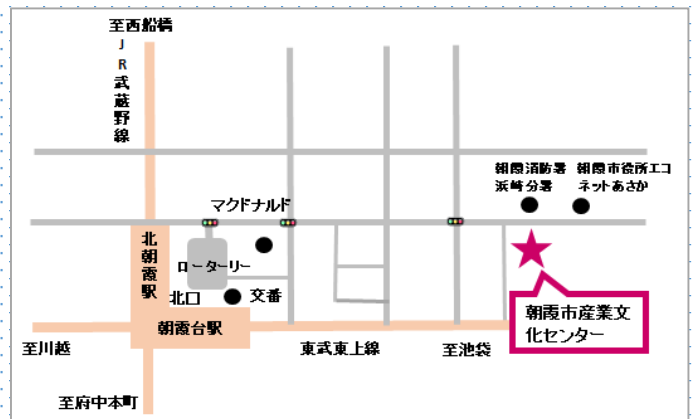 至西船橋
JR武蔵野線
朝霞消防署
浜崎分署
朝霞市役所エコ
ネットあさか
マクドナルド
北朝霞駅
ロータリー
北口
交番
朝霞台駅
朝霞市産業文
化センター
至川越
東武東上線
至池袋
至府中本町